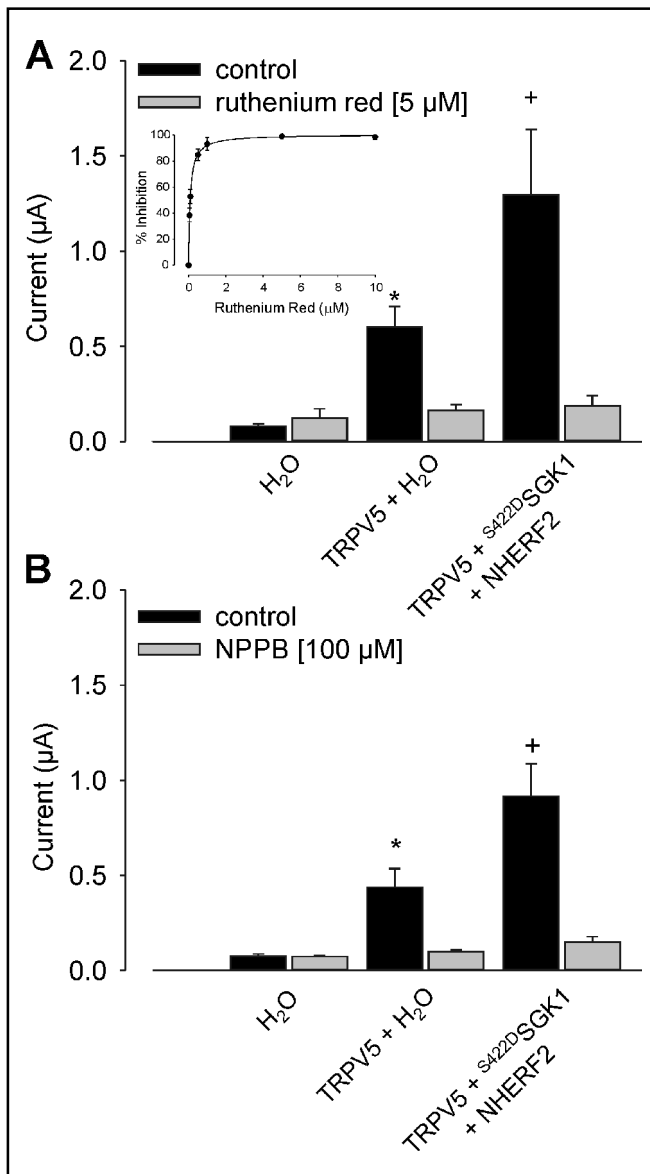 A
2.0
1.5
1.0
0.5
0.0
Current (µA)
control
ruthenium red [5 µM]
100
80
60
40
20
0
% Inhibition
0 2 4 6 8 10
Ruthenium Red (µM)
*
+
H₂O
TRPV5 + H₂O
TRPV5 + ˢ⁴²²ᴰSGK1
+ NHERF2
B
2.0
1.5
1.0
0.5
0.0
Current (µA)
control
NPPB [100 µM]
*
+
H₂O
TRPV5 + H₂O
TRPV5 + ˢ⁴²²ᴰSGK1
+ NHERF2